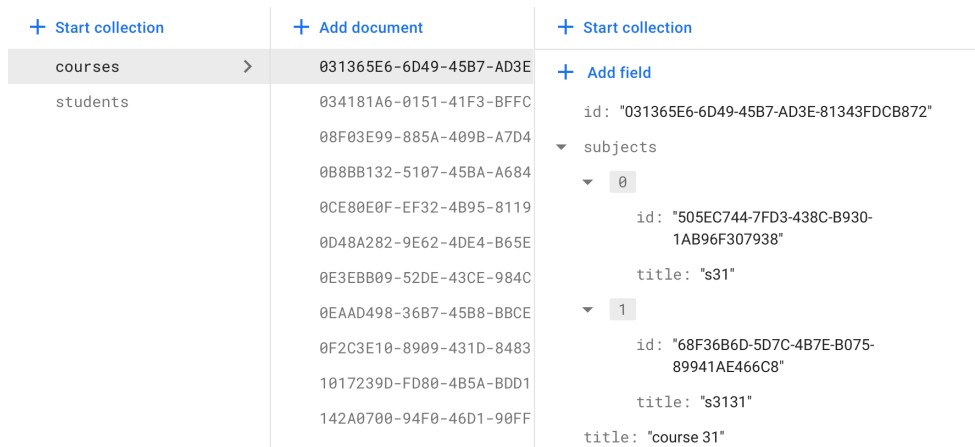 + Start collection
courses >
students
+ Add document
031365E6-6D49-45B7-AD3E
034181A6-0151-41F3-BFFC
08F03E99-885A-409B-A7D4
0B8BB132-5107-45BA-A684
0CE80E0F-EF32-4B95-8119
0D48A282-9E62-4DE4-B65E
0E3EBB09-52DE-43CE-984C
0EAAD498-36B7-45B8-BBCE
0F2C3E10-8909-431D-8483
1017239D-FD80-4B5A-BDD1
142A0700-94F0-46D1-90FF
+ Start collection
+ Add field
id: "031365E6-6D49-45B7-AD3E-81343FDCB872"
subjects
0
id: "505EC744-7FD3-438C-B930-
1AB96F307938"
title: "s31"
1
id: "68F36B6D-5D7C-4B7E-B075-
89941AE466C8"
title: "s3131"
title: "course 31"